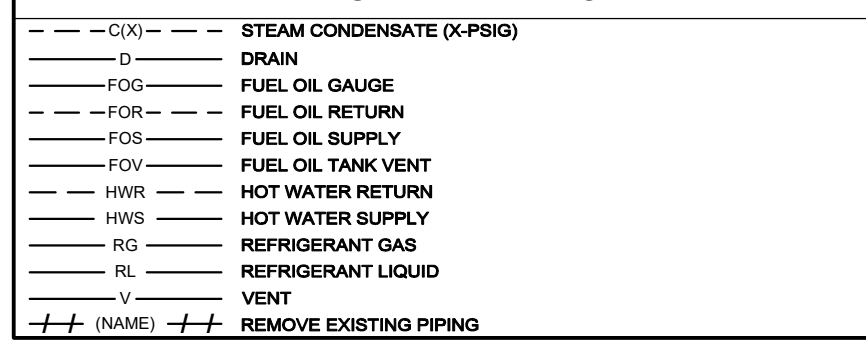 C(X) STEAM CONDENSATE (X-PSIG)
D DRAIN
FOG FUEL OIL GAUGE
FOR FUEL OIL RETURN
FOS FUEL OIL SUPPLY
FOV FUEL OIL TANK VENT
HWR HOT WATER RETURN
HWS HOT WATER SUPPLY
RG REFRIGERANT GAS
RL REFRIGERANT LIQUID
V VENT
(NAME) REMOVE EXISTING PIPING